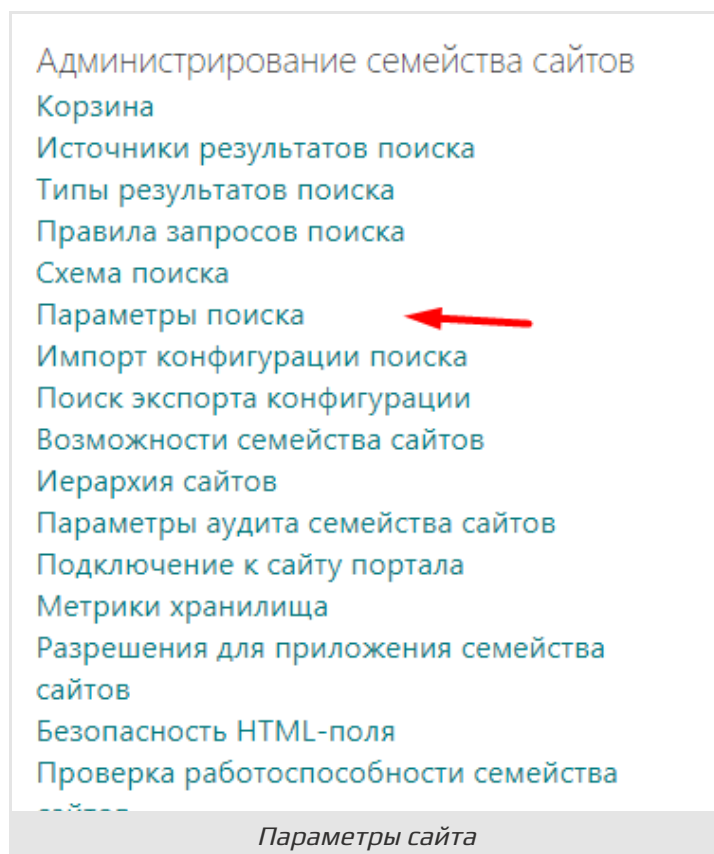 Администрирование семейства сайтов
Корзина
Источники результатов поиска
Типы результатов поиска
Правила запросов поиска
Схема поиска
Параметры поиска
Импорт конфигурации поиска
Поиск экспорта конфигурации
Возможности семейства сайтов
Иерархия сайтов
Параметры аудита семейства сайтов
Подключение к сайту портала
Метрики хранилища
Разрешения для приложения семейства
сайтов
Безопасность HTML-поля
Проверка работоспособности семейства
Параметры сайта